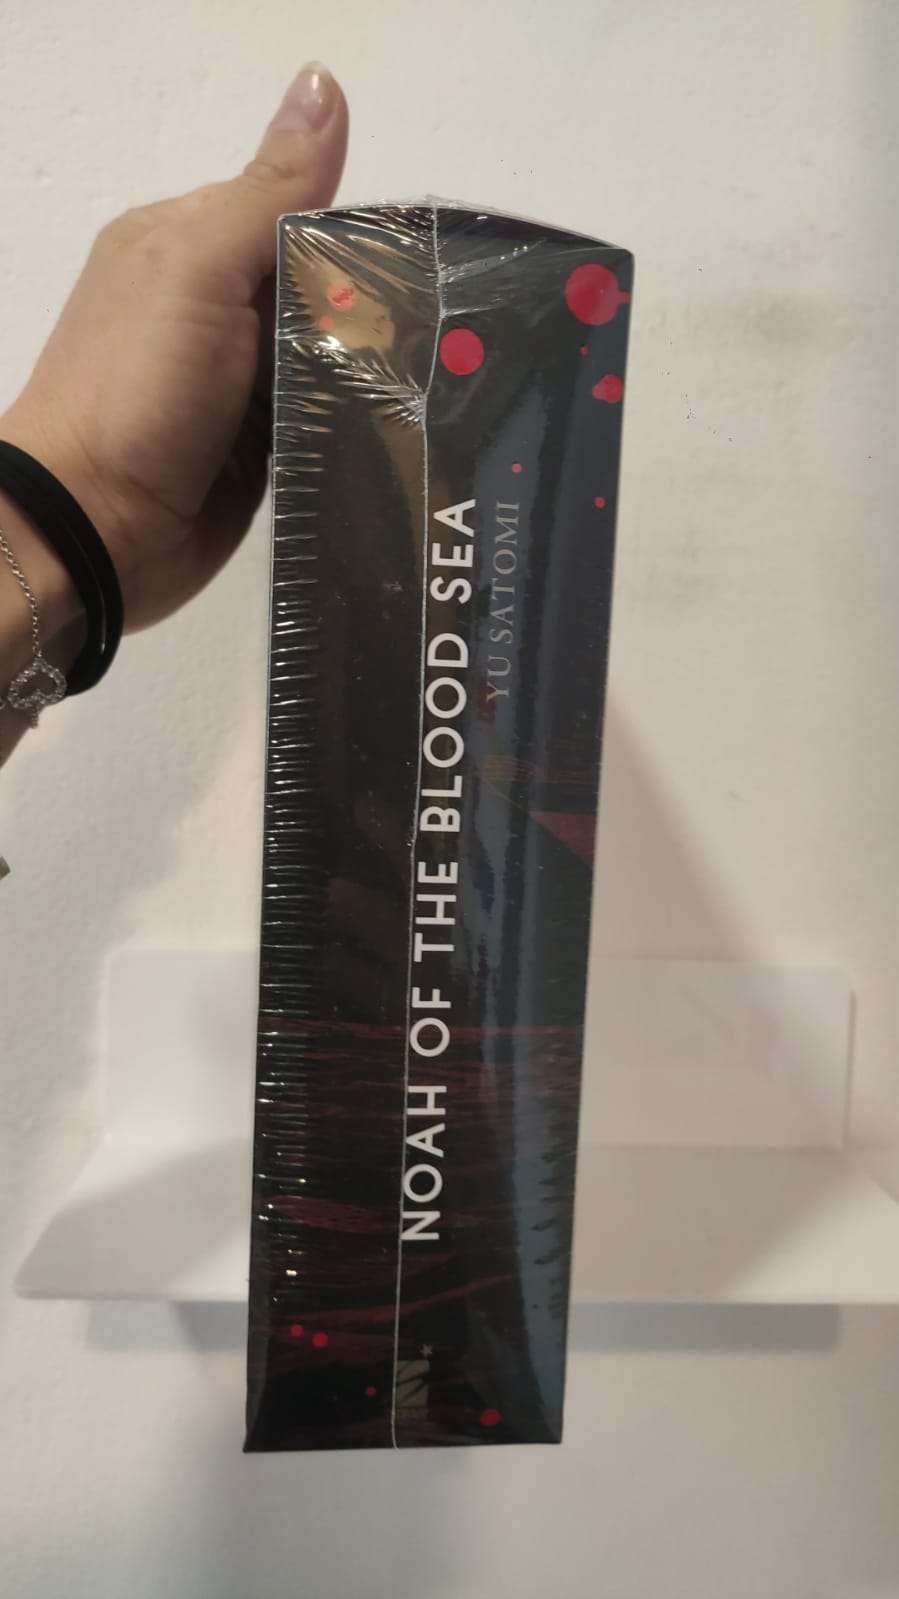 NOAH OF THE BLOOD SEA
YU SATOMI